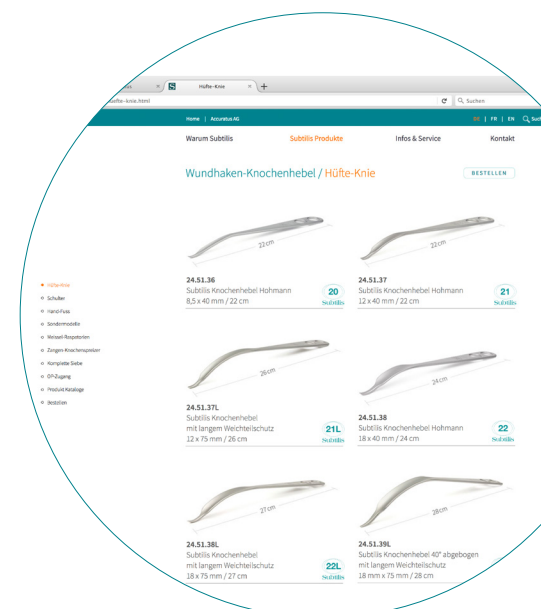 Hüfte-Knie
Suchen
Home | Accuratus AG
DE | FR | EN
Warum Subtilis
Subtilis Produkte
Infos & Service
Kontakt
Wundhaken-Knochenhebel / Hüfte-Knie
BESTELLEN
22cm
22cm
24.51.36
Subtilis Knochenhebel Hohmann
8,5 x 40 mm / 22 cm
20
Subtilis
24.51.37
Subtilis Knochenhebel Hohmann
12 x 40 mm / 22 cm
21
Subtilis
Hüfte-Knie
Schulter
Hand-Fuss
Sondermodelle
Meissel-Raspatorien
Zangen-Knochenspreizer
Komplette Siebe
OP-Zugang
Produkt Kataloge
Bestellen
26cm
24cm
24.51.37L
Subtilis Knochenhebel
mit langem Weichteilschutz
12 x 75 mm / 26 cm
21L
Subtilis
24.51.38
Subtilis Knochenhebel Hohmann
18 x 40 mm / 24 cm
22
Subtilis
27cm
28cm
24.51.38L
Subtilis Knochenhebel
mit langem Weichteilschutz
18 x 75 mm / 27 cm
22L
Subtilis
24.51.39L
Subtilis Knochenhebel 40° abgebogen
mit langem Weichteilschutz
18 mm x 75 mm / 28 cm